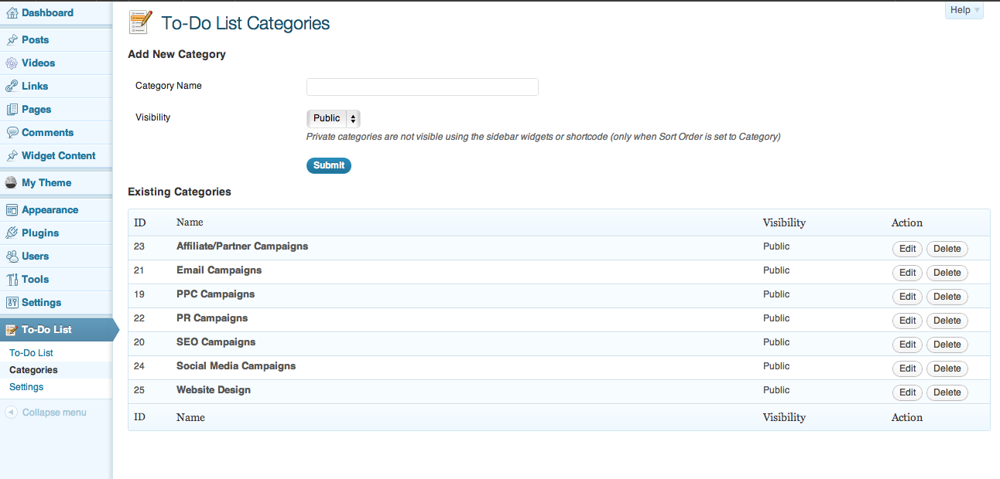 Dashboard
Posts
Videos
Links
Pages
Comments
Widget Content
My Theme
Appearance
Plugins
Users
Tools
Settings
To-Do List
To-Do List
Categories
Settings
Collapse menu
Help
To-Do List Categories
Add New Category
Category Name
Visibility
Public
Private categories are not visible using the sidebar widgets or shortcode (only when Sort Order is set to Category)
Submit
Existing Categories
ID Name Visibility Action
23 Affiliate/Partner Campaigns Public Edit Delete
21 Email Campaigns Public Edit Delete
19 PPC Campaigns Public Edit Delete
22 PR Campaigns Public Edit Delete
20 SEO Campaigns Public Edit Delete
24 Social Media Campaigns Public Edit Delete
25 Website Design Public Edit Delete
ID Name Visibility Action